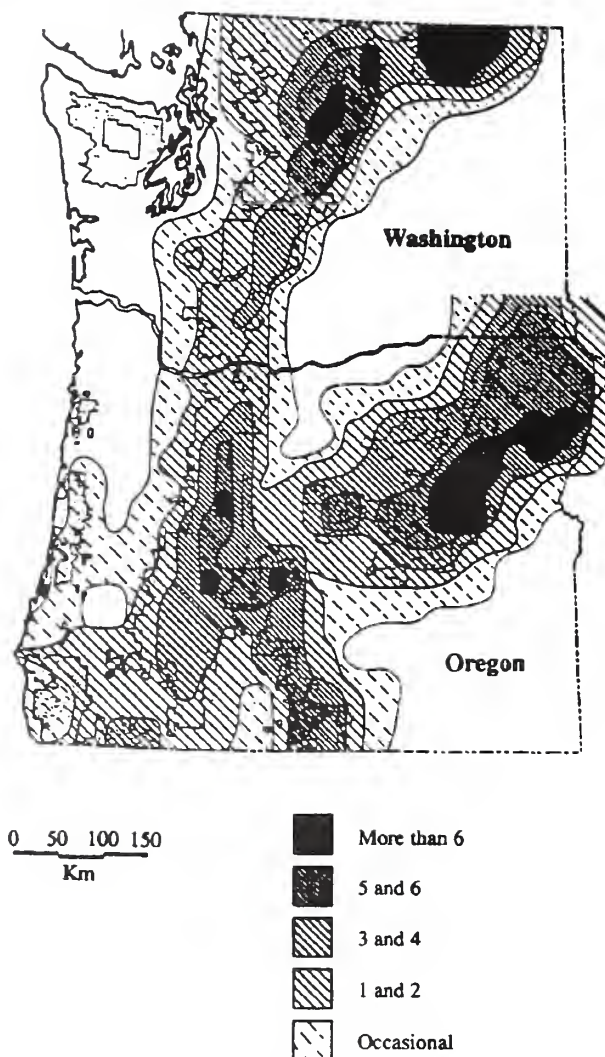 Washington
Oregon
0 50 100 150
Km
More than 6
5 and 6
3 and 4
1 and 2
Occasional